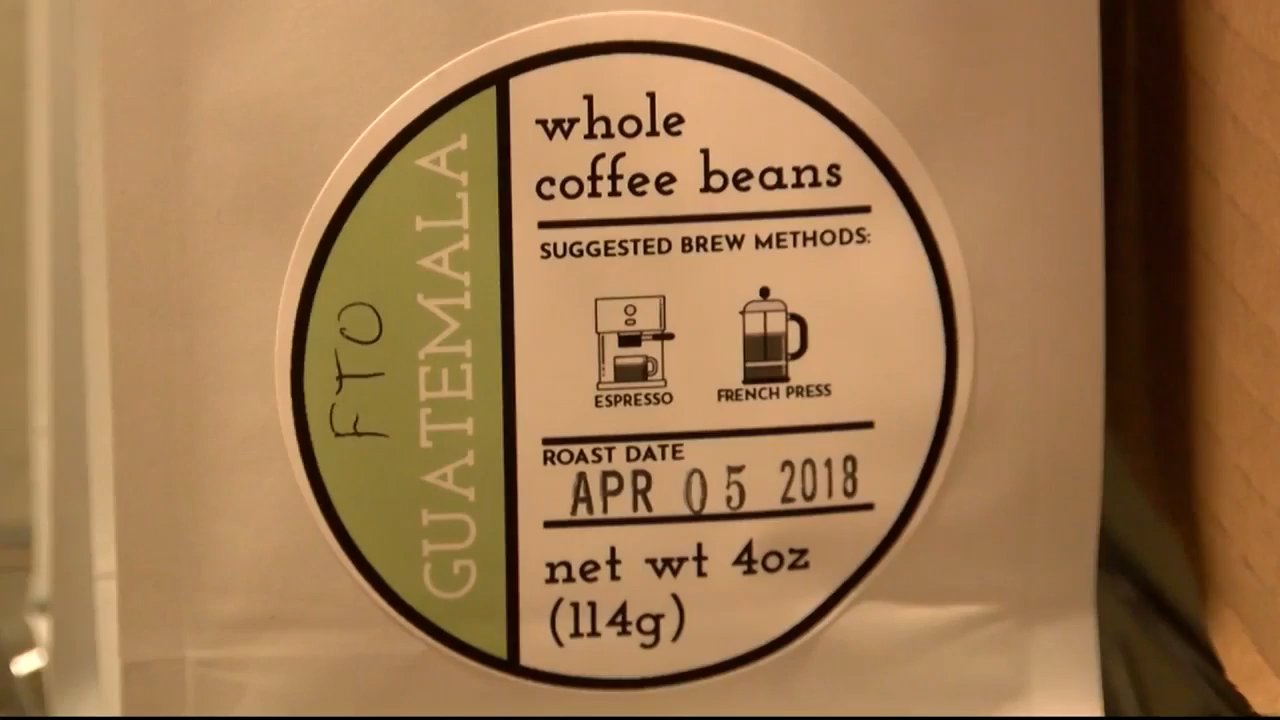 FTO
GUATEMALA
whole
coffee beans
SUGGESTED BREW METHODS:
ESPRESSO
FRENCH PRESS
ROAST DATE
APR 05 2018
net wt 4oz
(114g)